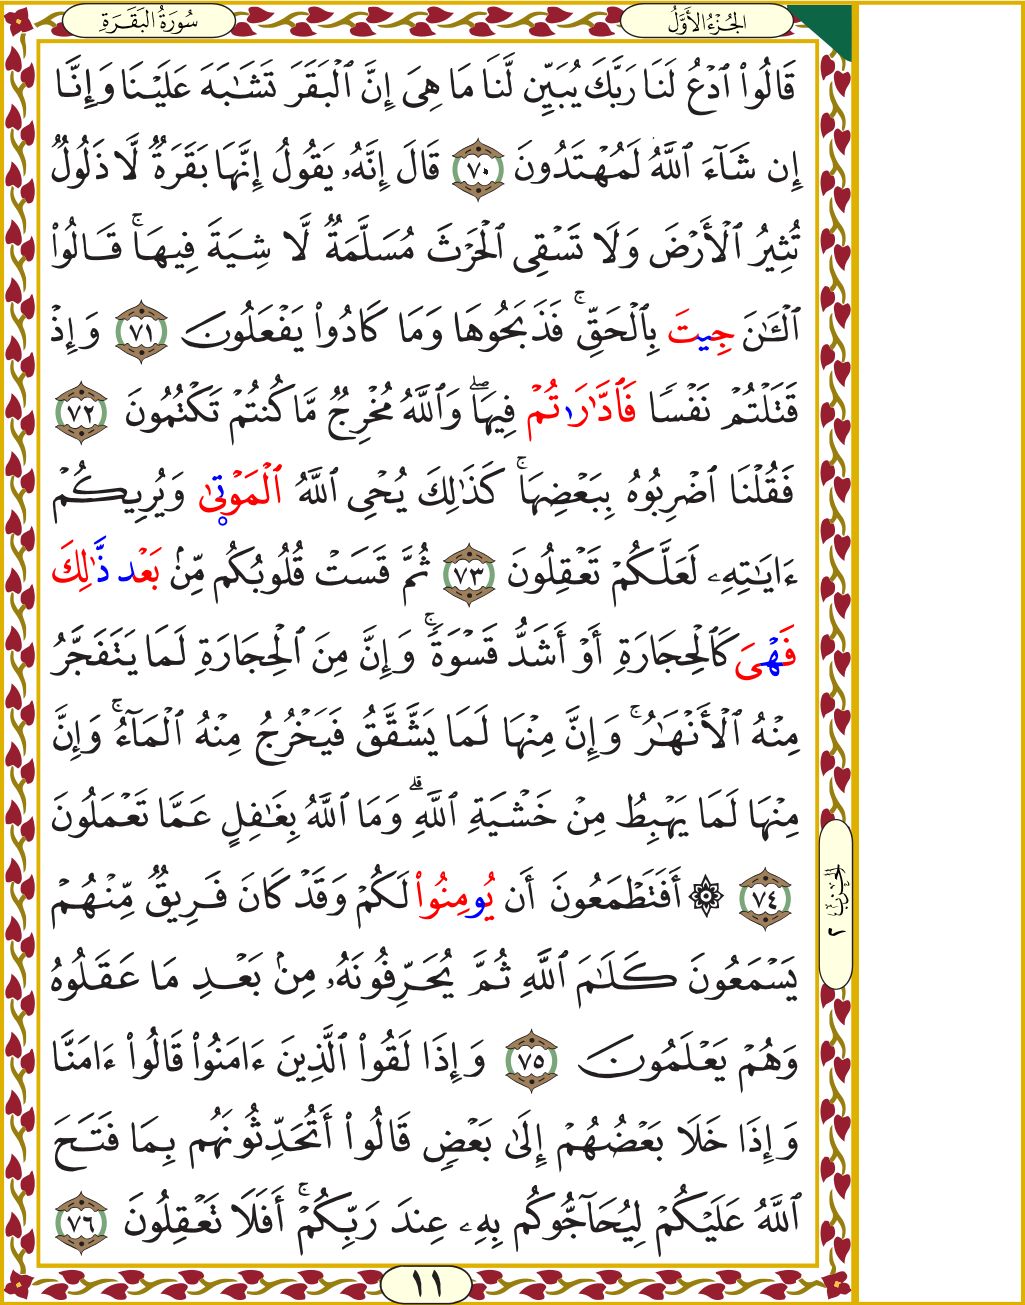 الجُزْءُ الأَوَّلُ
سُورَةُ البَقَرَةِ
قَالُوا۟ ٱدْعُ لَنَا رَبَّكَ يُبَيِّن لَّنَا مَا هِىَ إِنَّ ٱلْبَقَرَ تَشَٰبَهَ عَلَيْنَا وَإِنَّآ
إِن شَآءَ ٱللَّهُ لَمُهْتَدُونَ ٧٠ قَالَ إِنَّهُۥ يَقُولُ إِنَّهَا بَقَرَةٌ لَّا ذَلُولٌ
تُثِيرُ ٱلْأَرْضَ وَلَا تَسْقِى ٱلْحَرْثَ مُسَلَّمَةٌ لَّا شِيَةَ فِيهَا ۚ قَالُوا۟
ٱلْـَٰٔنَ جِيتَ بِٱلْحَقِّ ۚ فَذَبَحُوهَا وَمَا كَادُوا۟ يَفْعَلُونَ ٧١ وَإِذْ
قَتَلْتُمْ نَفْسًا فَٱدَّٰرَٰتُمْ فِيهَا ۖ وَٱللَّهُ مُخْرِجٌ مَّا كُنتُمْ تَكْتُمُونَ ٧٢
فَقُلْنَا ٱضْرِبُوهُ بِبَعْضِهَا ۚ كَذَٰلِكَ يُحْىِ ٱللَّهُ ٱلْمَوْتىٰ وَيُرِيكُمْ
ءَايَٰتِهِۦ لَعَلَّكُمْ تَعْقِلُونَ ٧٣ ثُمَّ قَسَتْ قُلُوبُكُم مِّنۢ بَعْد ذَّٰلِكَ
فَهْىَ كَٱلْحِجَارَةِ أَوْ أَشَدُّ قَسْوَةً ۚ وَإِنَّ مِنَ ٱلْحِجَارَةِ لَمَا يَتَفَجَّرُ
مِنْهُ ٱلْأَنْهَٰرُ ۚ وَإِنَّ مِنْهَا لَمَا يَشَّقَّقُ فَيَخْرُجُ مِنْهُ ٱلْمَآءُ ۚ وَإِنَّ
مِنْهَا لَمَا يَهْبِطُ مِنْ خَشْيَةِ ٱللَّهِ ۗ وَمَا ٱللَّهُ بِغَٰفِلٍ عَمَّا تَعْمَلُونَ
٧٤ ۞ أَفَتَطْمَعُونَ أَن يُومِنُوا۟ لَكُمْ وَقَدْ كَانَ فَرِيقٌ مِّنْهُمْ
يَسْمَعُونَ كَلَٰمَ ٱللَّهِ ثُمَّ يُحَرِّفُونَهُۥ مِنۢ بَعْدِ مَا عَقَلُوهُ
وَهُمْ يَعْلَمُونَ ٧٥ وَإِذَا لَقُوا۟ ٱلَّذِينَ ءَامَنُوا۟ قَالُوٓا۟ ءَامَنَّا
وَإِذَا خَلَا بَعْضُهُمْ إِلَىٰ بَعْضٍ قَالُوٓا۟ أَتُحَدِّثُونَهُم بِمَا فَتَحَ
ٱللَّهُ عَلَيْكُمْ لِيُحَآجُّوكُم بِهِۦ عِندَ رَبِّكُمْ ۚ أَفَلَا تَعْقِلُونَ ٧٦
الحِزْبُ ٢
١١